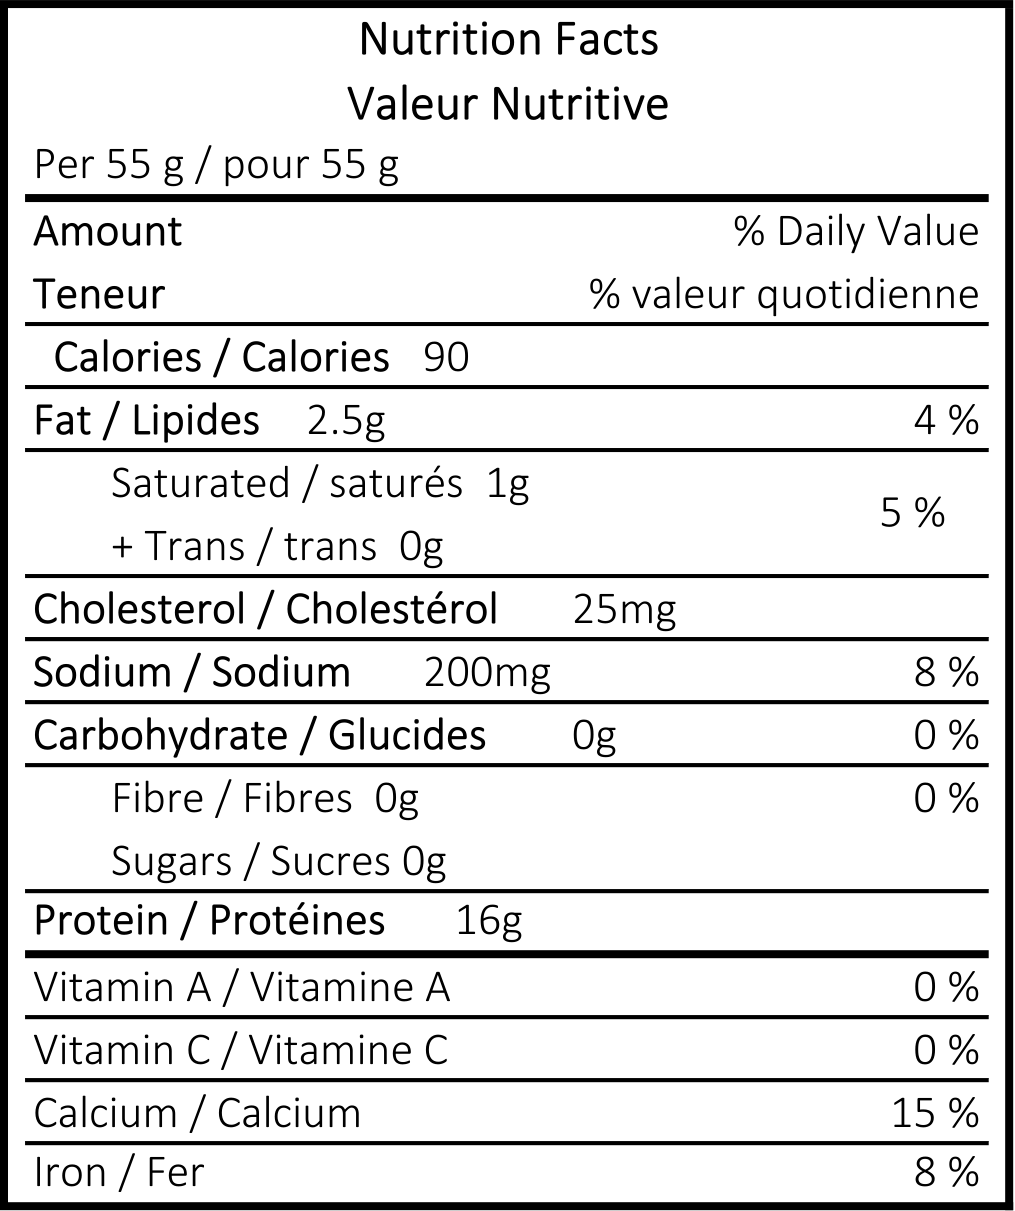 Nutrition Facts
Valeur Nutritive
Per 55 g / pour 55 g
Amount % Daily Value
Teneur % valeur quotidienne
Calories / Calories 90
Fat / Lipides 2.5g 4 %
Saturated / saturés 1g
5 %
+ Trans / trans 0g
Cholesterol / Cholestérol 25mg
Sodium / Sodium 200mg 8 %
Carbohydrate / Glucides 0g 0 %
Fibre / Fibres 0g 0 %
Sugars / Sucres 0g
Protein / Protéines 16g
Vitamin A / Vitamine A 0 %
Vitamin C / Vitamine C 0 %
Calcium / Calcium 15 %
Iron / Fer 8 %